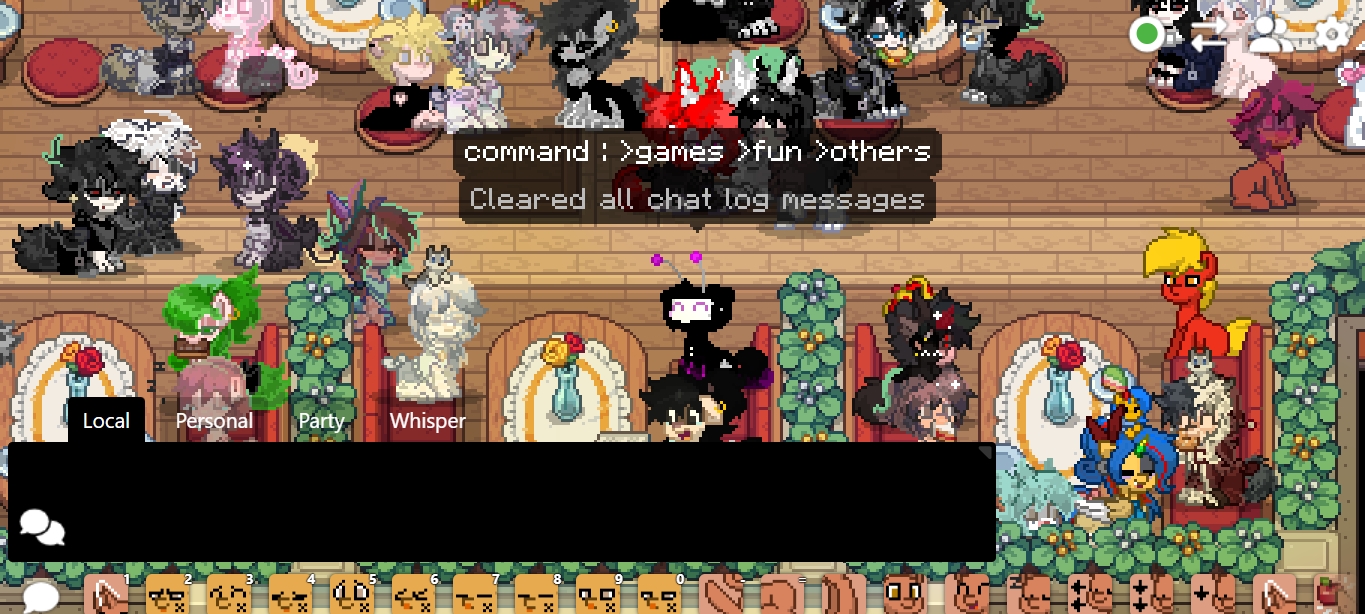 command : >games >fun >others
Cleared all chat log messages
Local Personal Party Whisper
1 2 3 4 5 6 7 8 9 0 - =